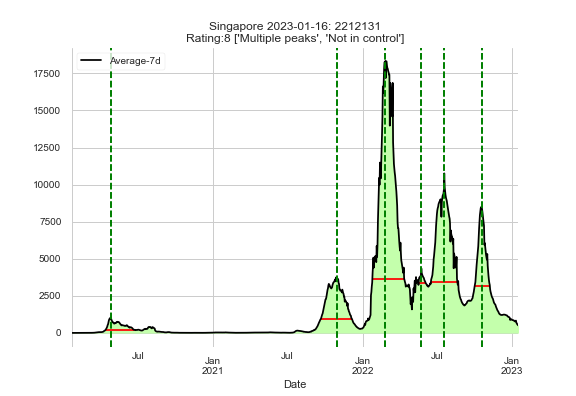 Singapore 2023-01-16: 2212131
Rating:8 ['Multiple peaks', 'Not in control']
Average-7d
17500
15000
12500
10000
7500
5000
2500
0
Jul
Jan
2021
Jul
Jan
2022
Jul
Jan
2023
Date